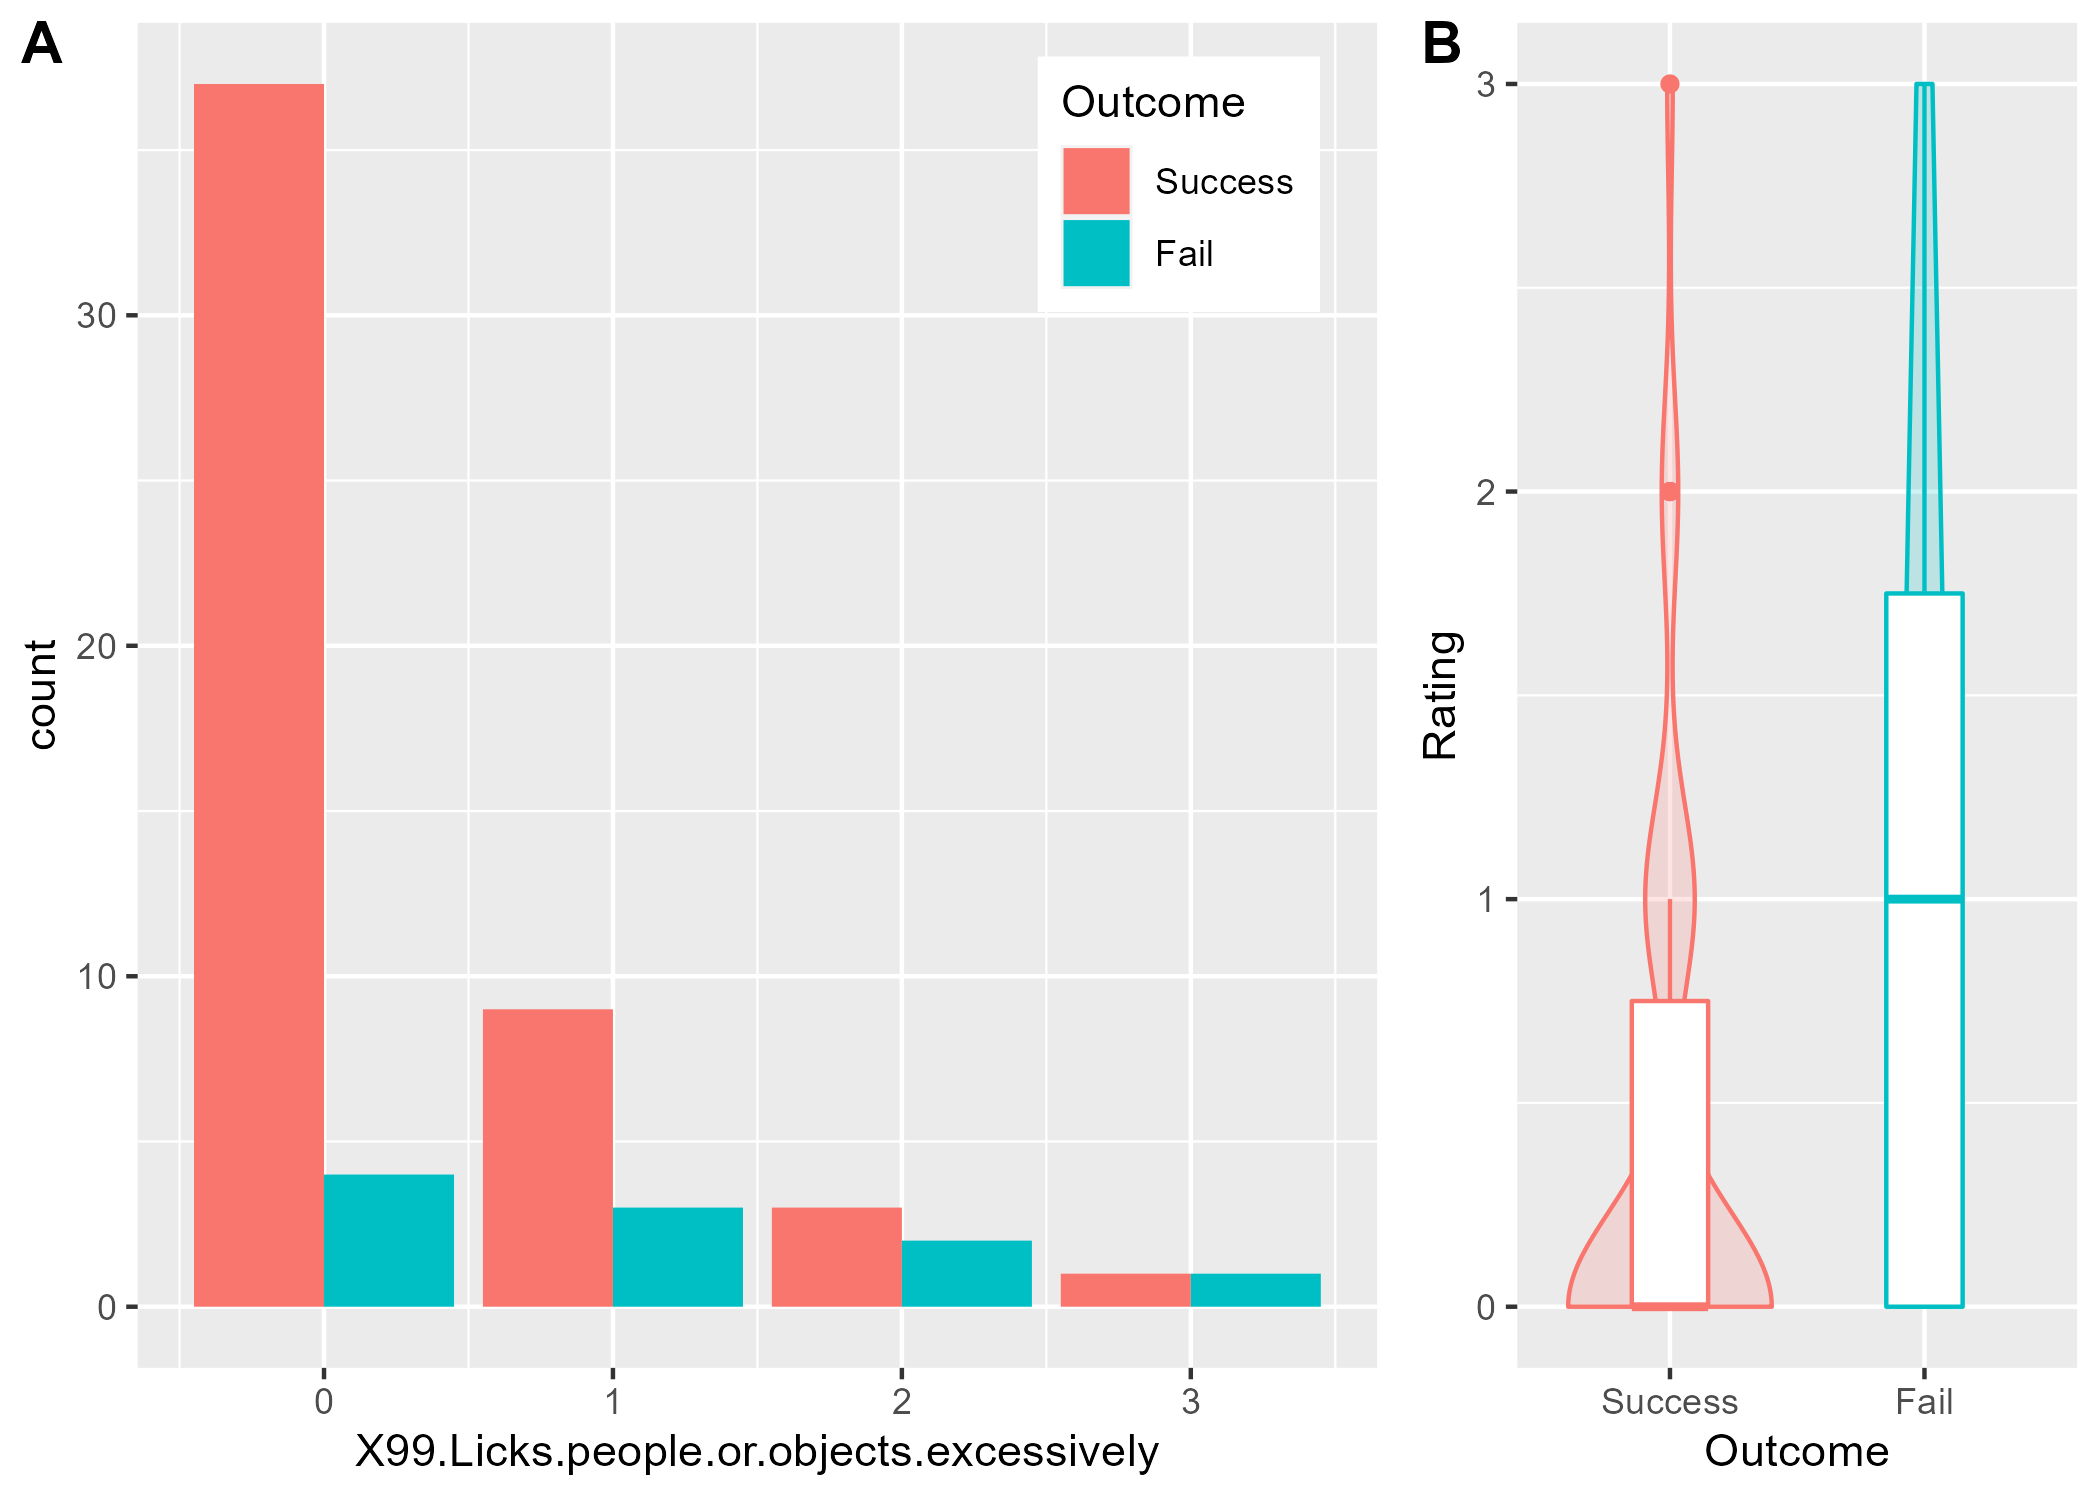 A
count
30
20
10
0
0 1 2 3
X99.Licks.people.or.objects.excessively
Outcome
Success
Fail
B
Rating
3
2
1
0
Success Fail
Outcome